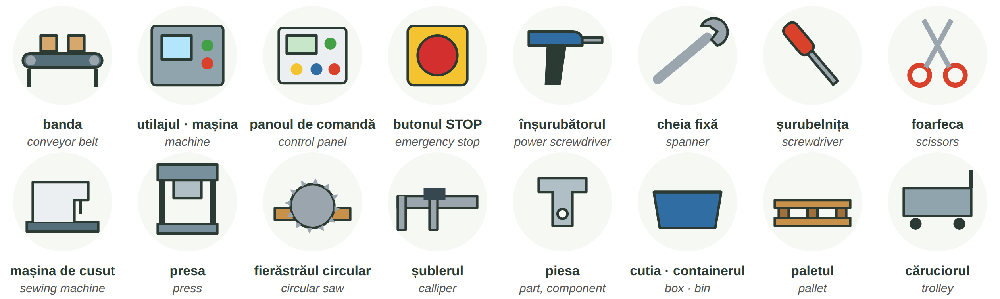 banda
conveyor belt
utilajul · mașina
machine
panoul de comandă
control panel
butonul STOP
emergency stop
înșurubătorul
power screwdriver
cheia fixă
spanner
șurubelnița
screwdriver
foarfeca
scissors
mașina de cusut
sewing machine
presa
press
fierăstrăul circular
circular saw
șublerul
calliper
piesa
part, component
cutia · containerul
box · bin
paletul
pallet
căruciorul
trolley